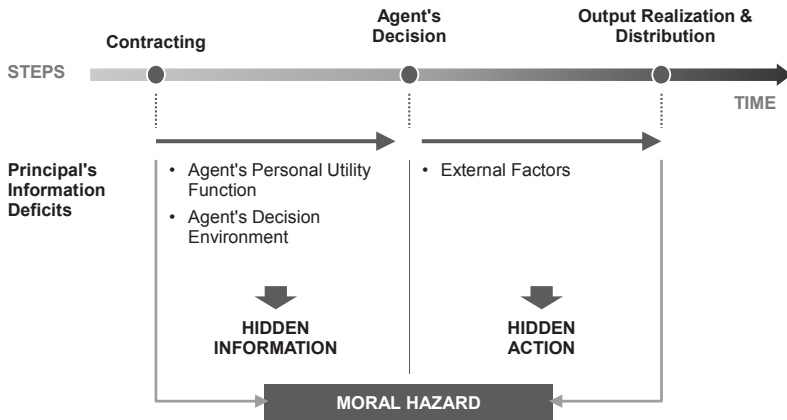 Contracting
Agent's
Decision
Output Realization &
Distribution
STEPS
TIME
Principal's
Information
Deficits
• Agent's Personal Utility
Function
• Agent's Decision
Environment
• External Factors
HIDDEN
INFORMATION
HIDDEN
ACTION
MORAL HAZARD